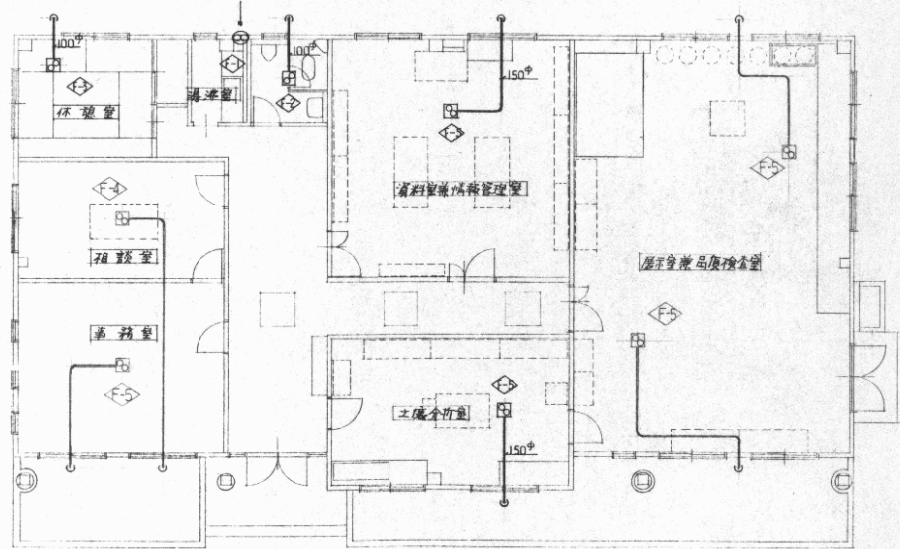 100φ
100φ
150φ
F-3
休憩室
湯沸室
F-2
F-5
F-5
F-4
資料室兼情報管理室
相談室
展示室兼品質検査室
F-5
事務室
F-5
F-5
土壌分析室
150φ